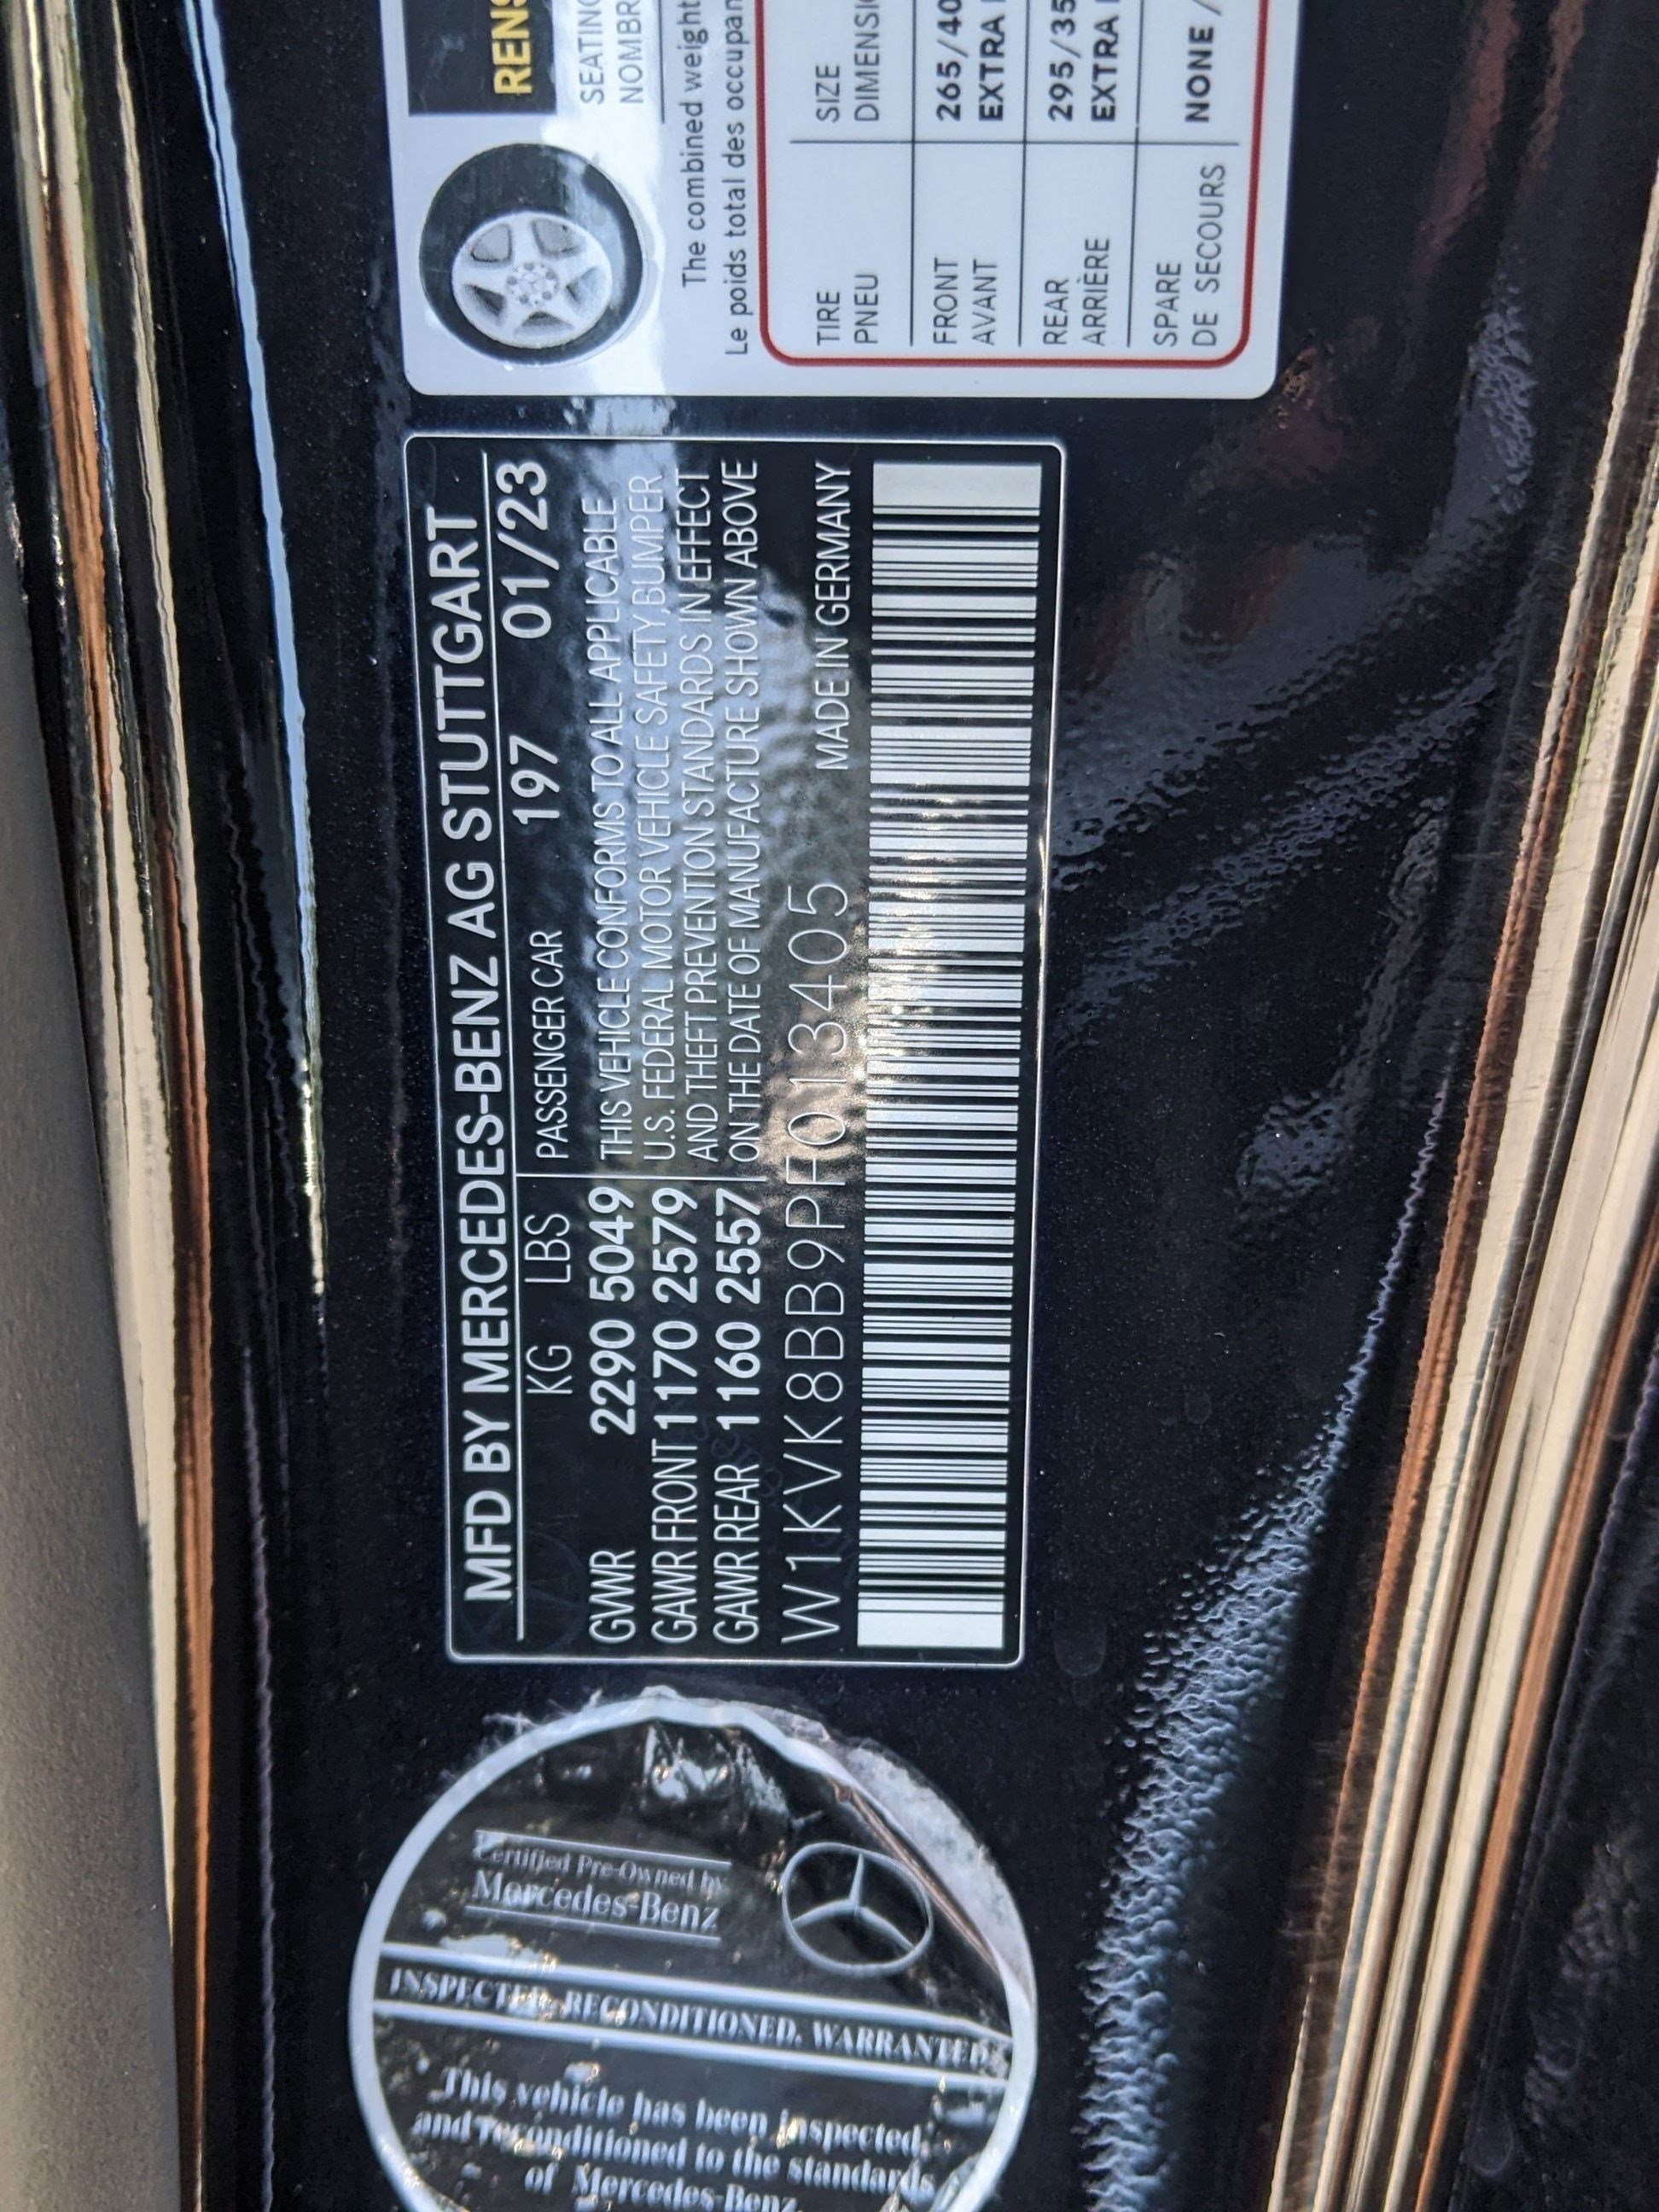 MFD BY MERCEDES-BENZ AG STUTTGART
KG LBS PASSENGER CAR 197 01/23
GWR 2290 5049 THIS VEHICLE CONFORMS TO ALL APPLICABLE
GAWR FRONT 1170 2579 U.S. FEDERAL MOTOR VEHICLE SAFETY, BUMPER
GAWR REAR 1160 2557 AND THEFT PREVENTION STANDARDS IN EFFECT
ON THE DATE OF MANUFACTURE SHOWN ABOVE
W1KVK8BB9PF013405 MADE IN GERMANY
Certified Pre-Owned by
Mercedes-Benz
INSPECTED, RECONDITIONED, WARRANTED
This vehicle has been inspected,
and reconditioned to the standards
of Mercedes-Benz
RENS
SEATING
NOMBR
The combined weight
Le poids total des occupan
TIRE SIZE
PNEU DIMENSI
FRONT 265/40
AVANT EXTRA
REAR 295/35
ARRIÈRE EXTRA
SPARE NONE /
DE SECOURS